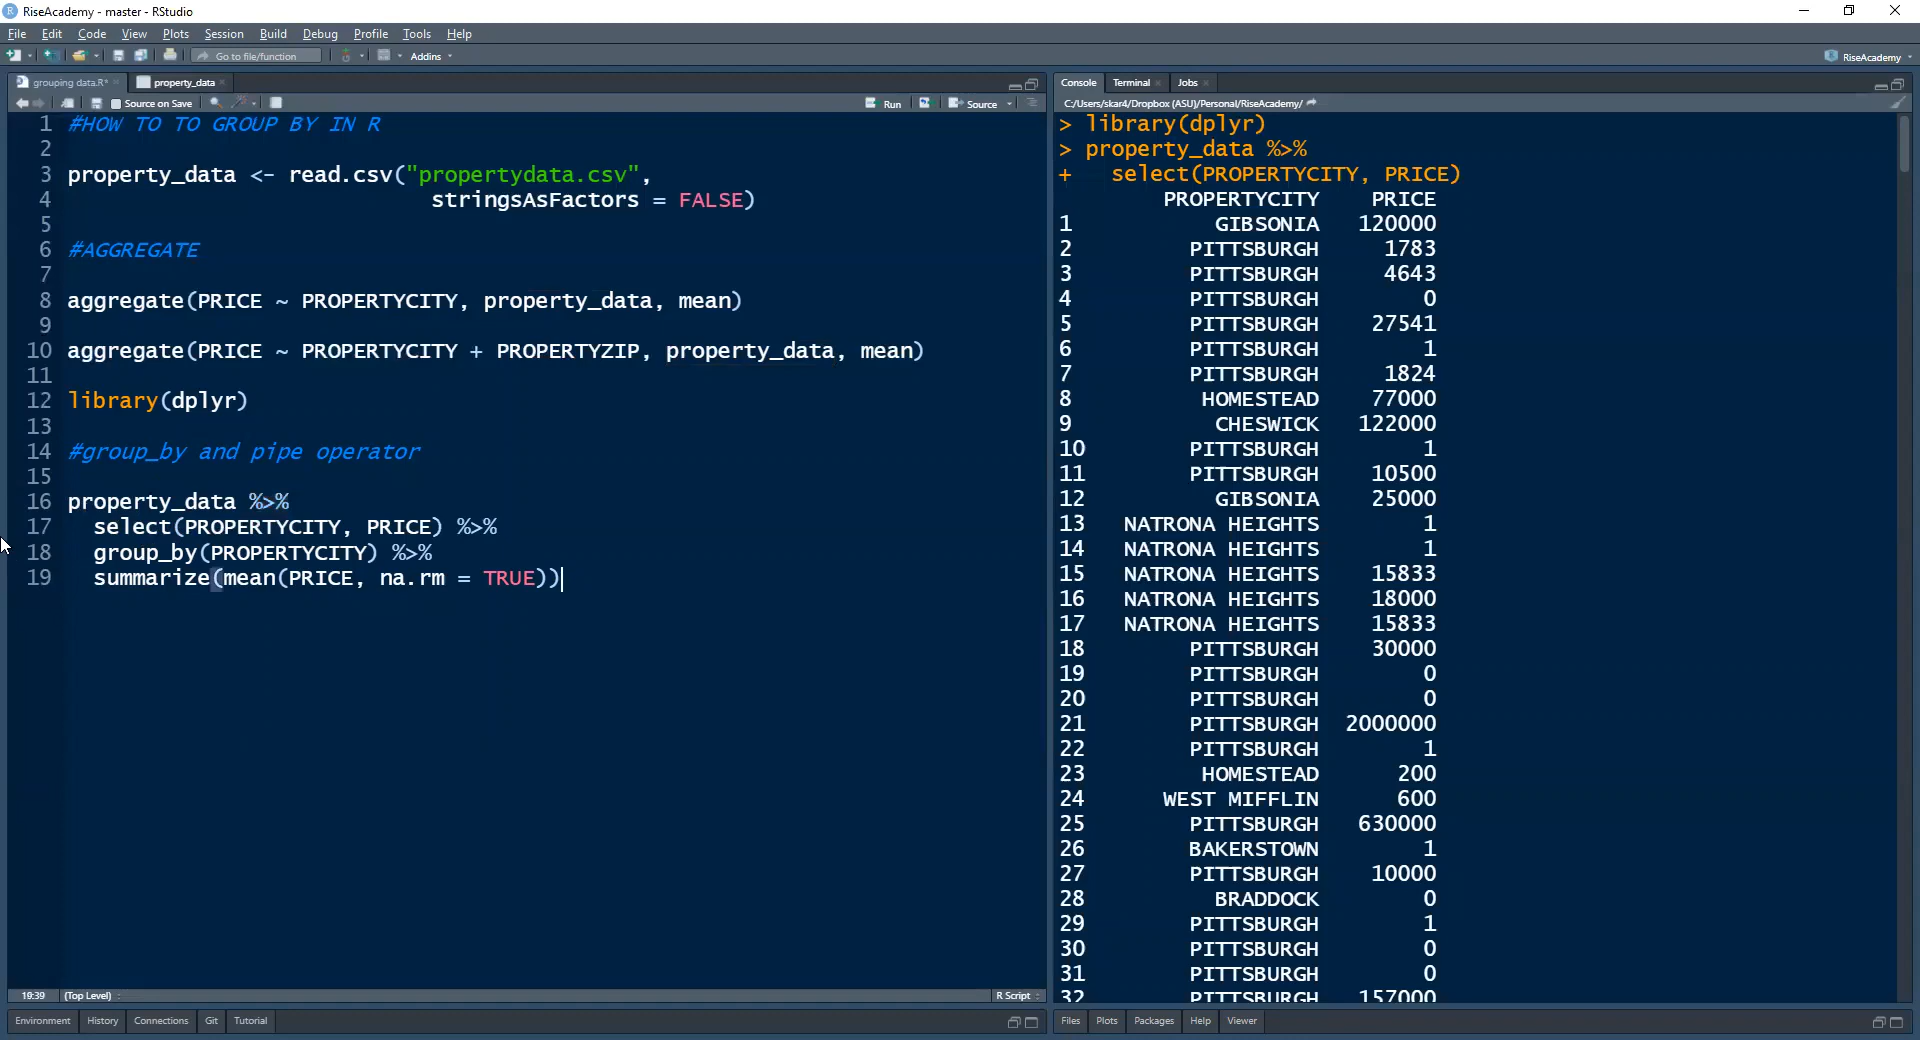 RiseAcademy - master - RStudio
File Edit Code View Plots Session Build Debug Profile Tools Help
Go to file/function Addins RiseAcademy
grouping data.R* property_data
Source on Save Run Source
1 #HOW TO TO GROUP BY IN R
2
3 property_data <- read.csv("propertydata.csv",
4 stringsAsFactors = FALSE)
5
6 #AGGREGATE
7
8 aggregate(PRICE ~ PROPERTYCITY, property_data, mean)
9
10 aggregate(PRICE ~ PROPERTYCITY + PROPERTYZIP, property_data, mean)
11
12 library(dplyr)
13
14 #group_by and pipe operator
15
16 property_data %>%
17 select(PROPERTYCITY, PRICE) %>%
18 group_by(PROPERTYCITY) %>%
19 summarize(mean(PRICE, na.rm = TRUE))
19:39 (Top Level) R Script
Environment History Connections Git Tutorial
Console Terminal Jobs
C:/Users/skar4/Dropbox (ASU)/Personal/RiseAcademy/
> library(dplyr)
> property_data %>%
+ select(PROPERTYCITY, PRICE)
PROPERTYCITY PRICE
1 GIBSONIA 120000
2 PITTSBURGH 1783
3 PITTSBURGH 4643
4 PITTSBURGH 0
5 PITTSBURGH 27541
6 PITTSBURGH 1
7 PITTSBURGH 1824
8 HOMESTEAD 77000
9 CHESWICK 122000
10 PITTSBURGH 1
11 PITTSBURGH 10500
12 GIBSONIA 25000
13 NATRONA HEIGHTS 1
14 NATRONA HEIGHTS 1
15 NATRONA HEIGHTS 15833
16 NATRONA HEIGHTS 18000
17 NATRONA HEIGHTS 15833
18 PITTSBURGH 30000
19 PITTSBURGH 0
20 PITTSBURGH 0
21 PITTSBURGH 2000000
22 PITTSBURGH 1
23 HOMESTEAD 200
24 WEST MIFFLIN 600
25 PITTSBURGH 630000
26 BAKERSTOWN 1
27 PITTSBURGH 10000
28 BRADDOCK 0
29 PITTSBURGH 1
30 PITTSBURGH 0
31 PITTSBURGH 0
32 PITTSBURGH 157000
Files Plots Packages Help Viewer